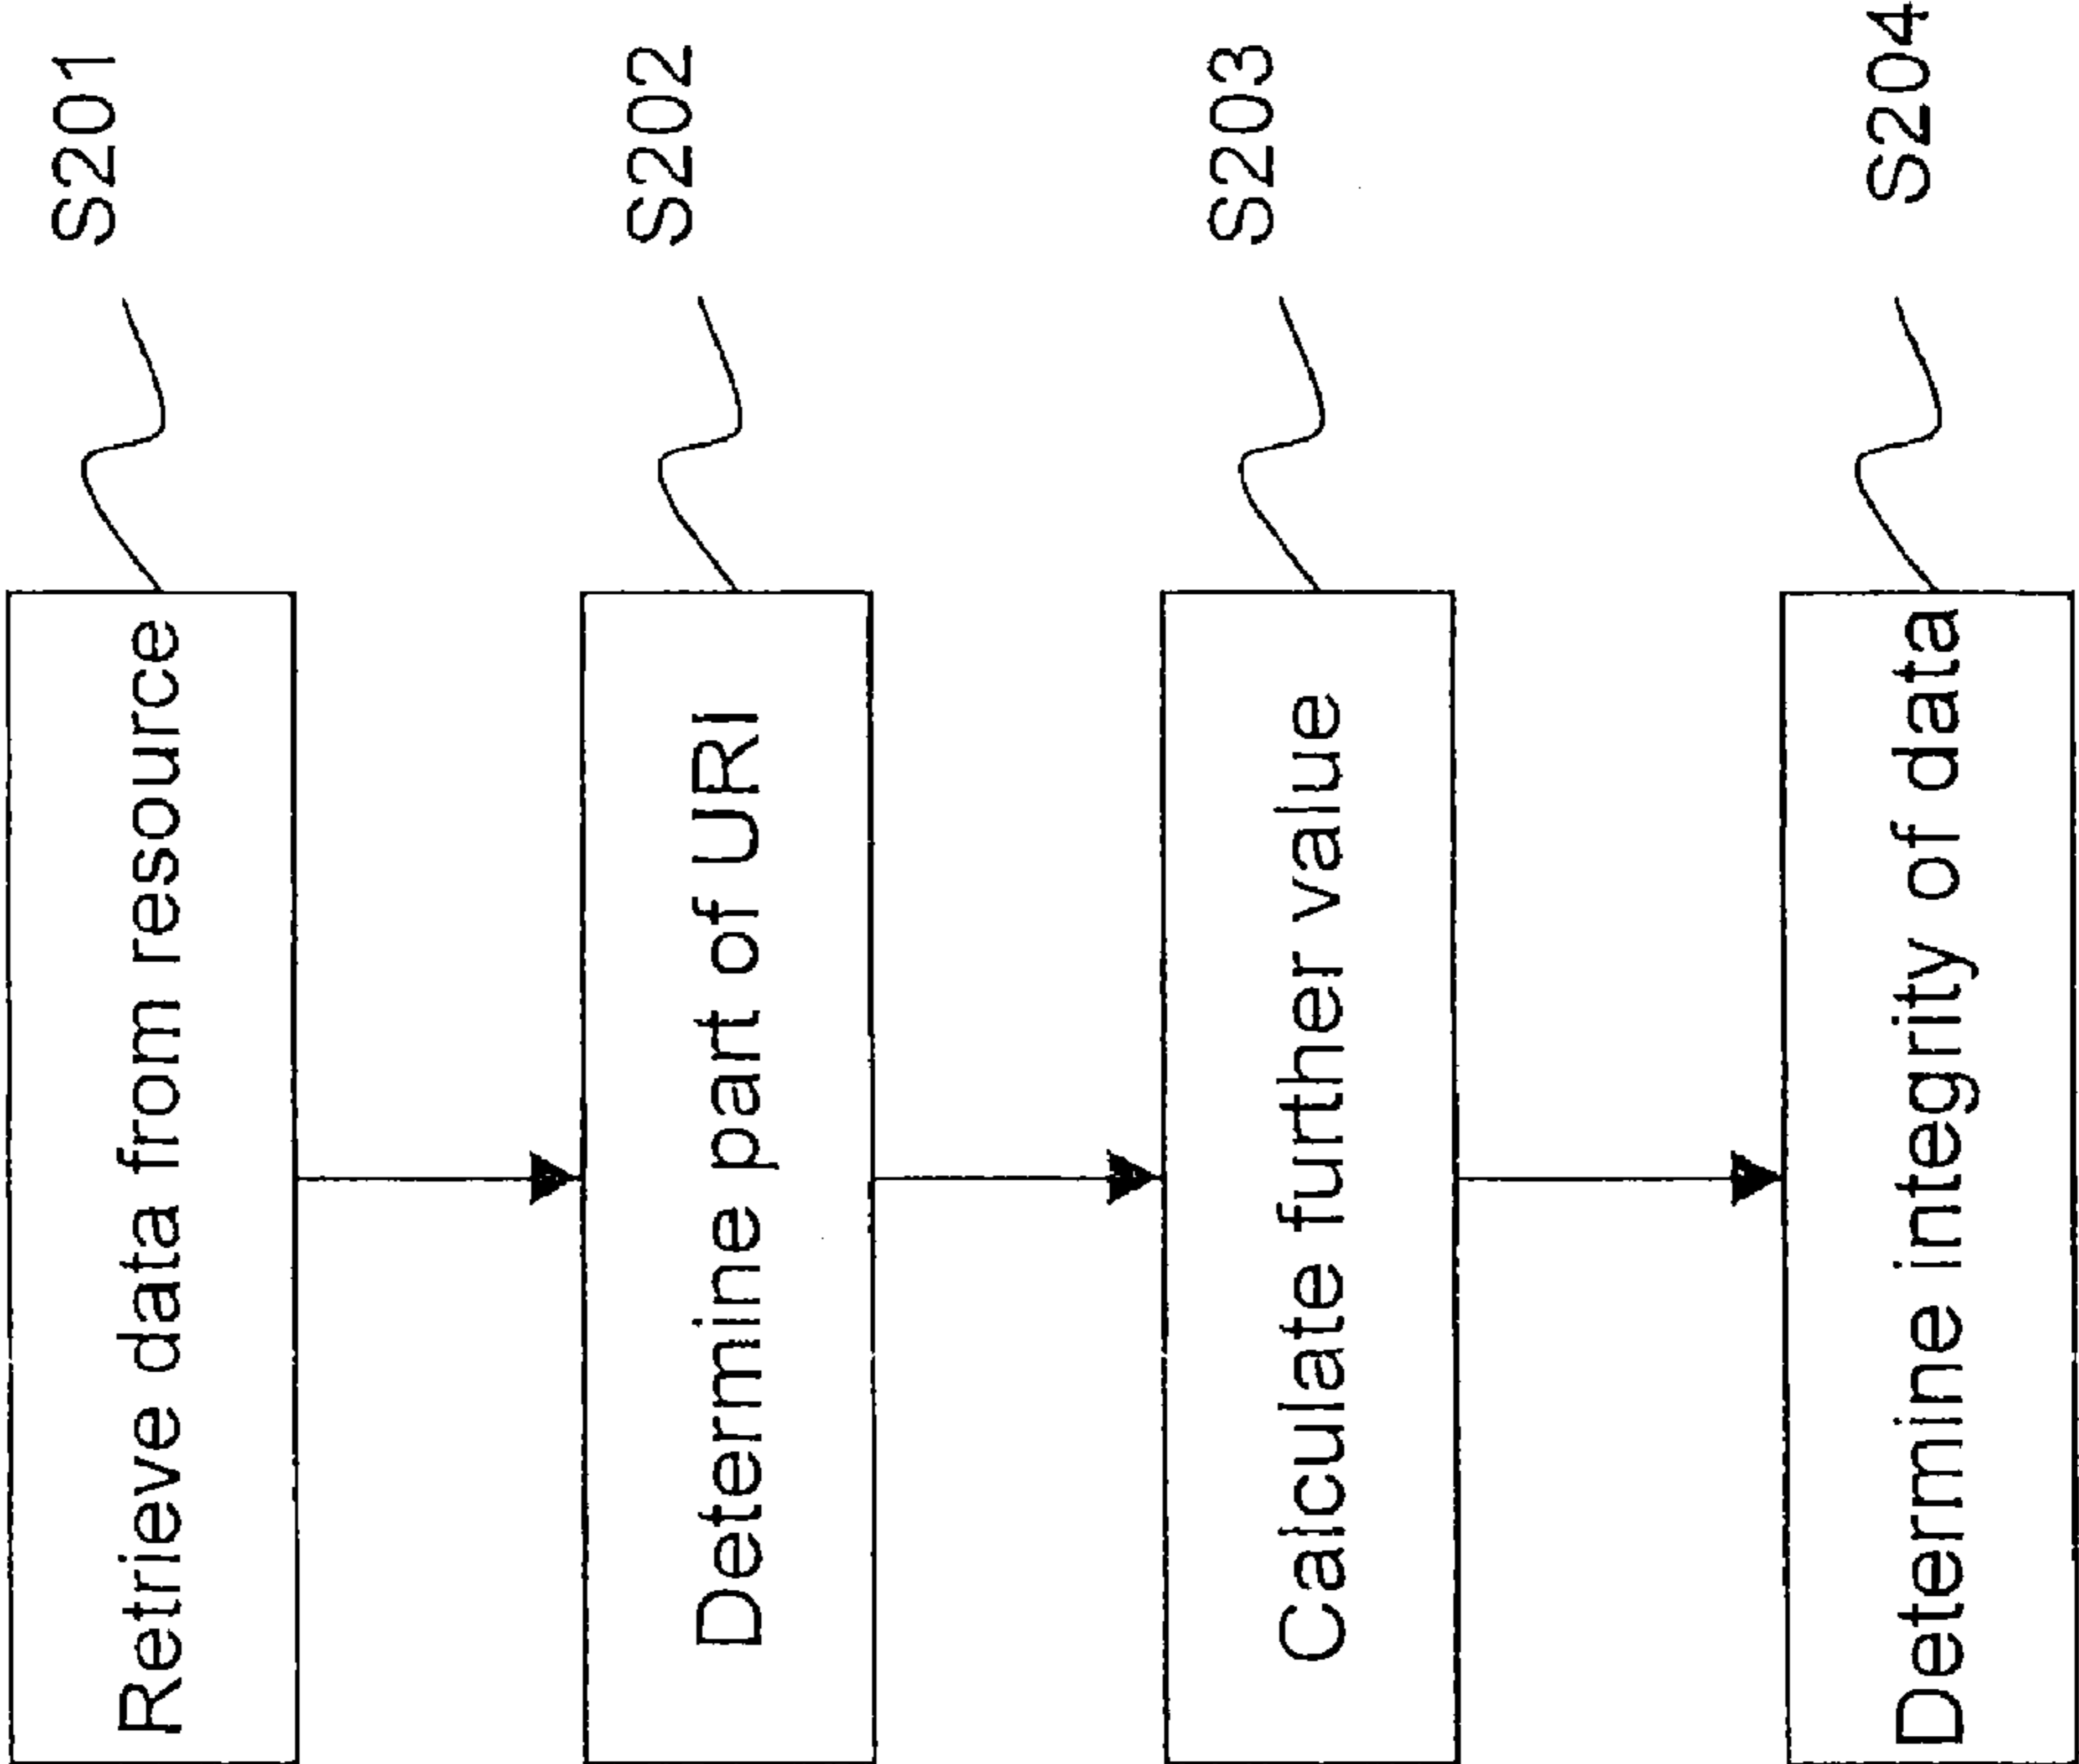 Retrieve data from resource
S201
Determine part of URI
S202
Calculate further value
S203
Determine integrity of data
S204